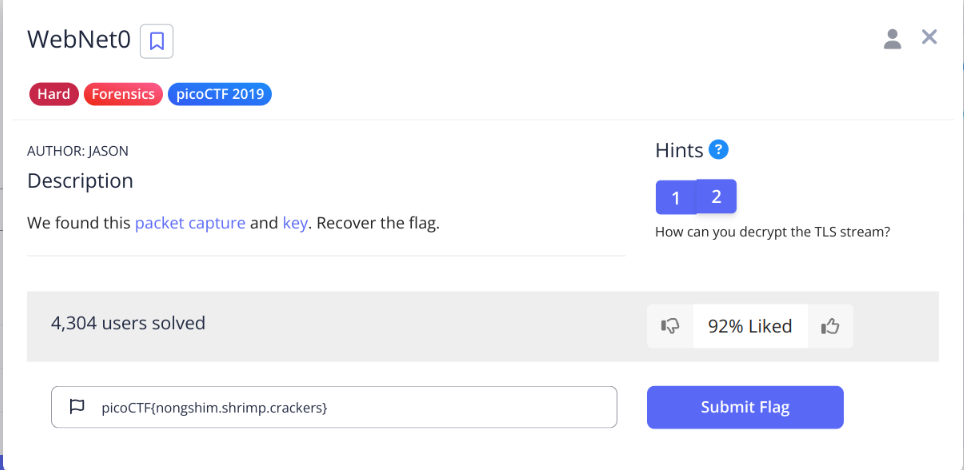 WebNet0
Hard Forensics picoCTF 2019
AUTHOR: JASON
Description
We found this packet capture and key. Recover the flag.
Hints ?
1 2
How can you decrypt the TLS stream?
4,304 users solved
92% Liked
picoCTF{nongshim.shrimp.crackers}
Submit Flag